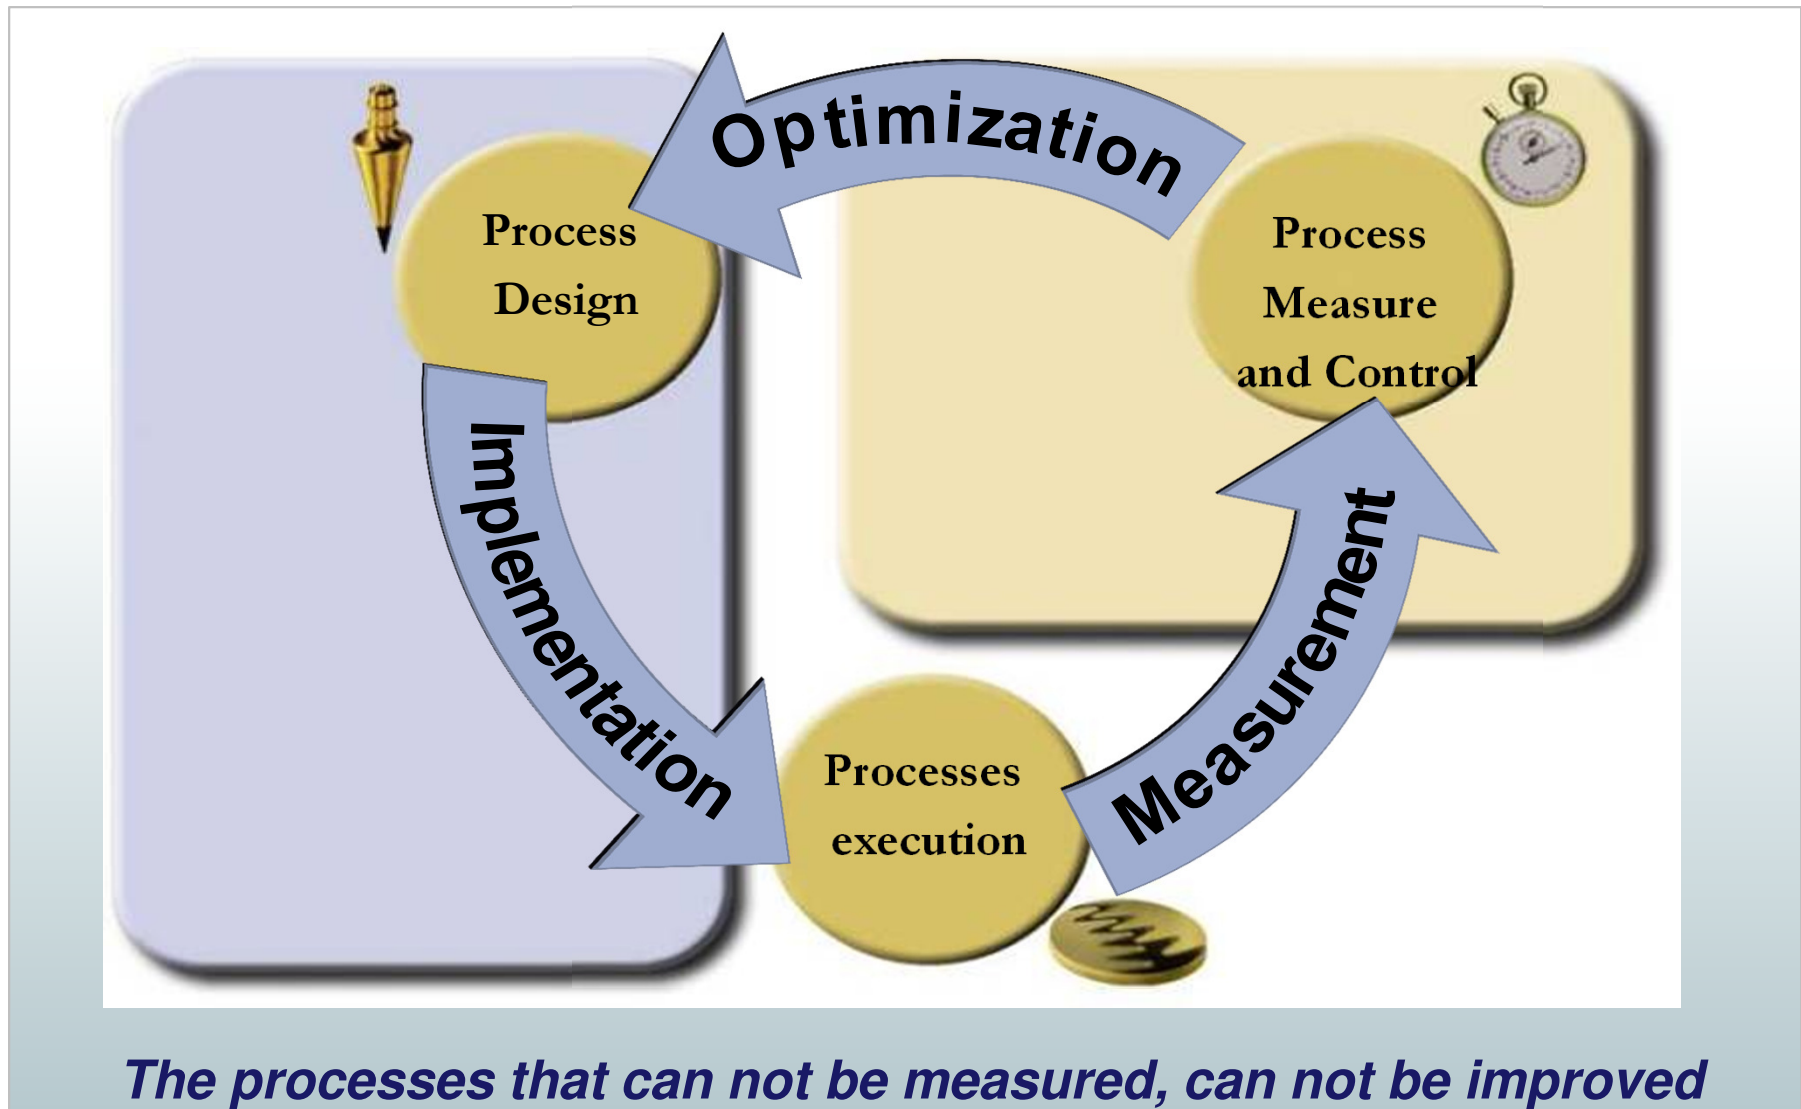 Optimization
Process
Design
Process
Measure
and Control
Implementation
Measurement
Processes
execution
The processes that can not be measured, can not be improved